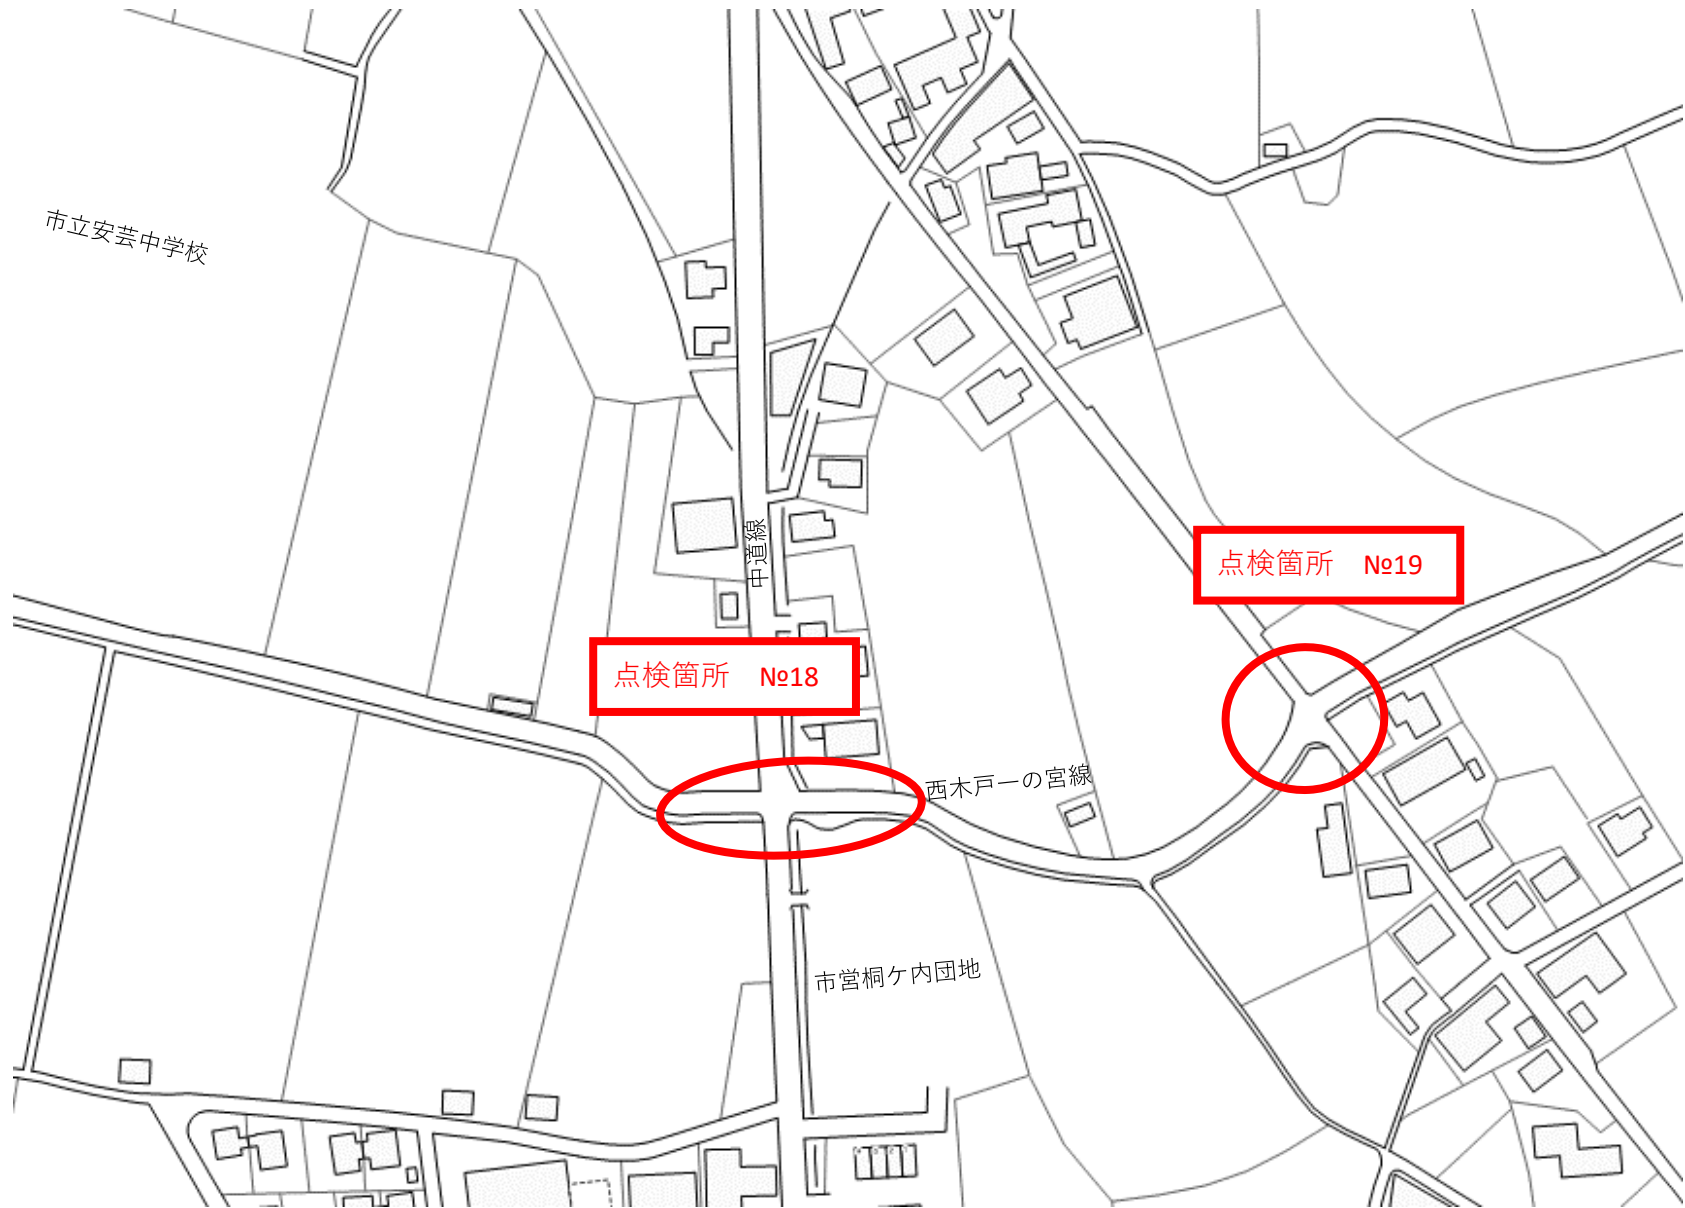 市立安芸中学校
中道線
点検箇所　№19
点検箇所　№18
西木戸一の宮線
市営桐ケ内団地